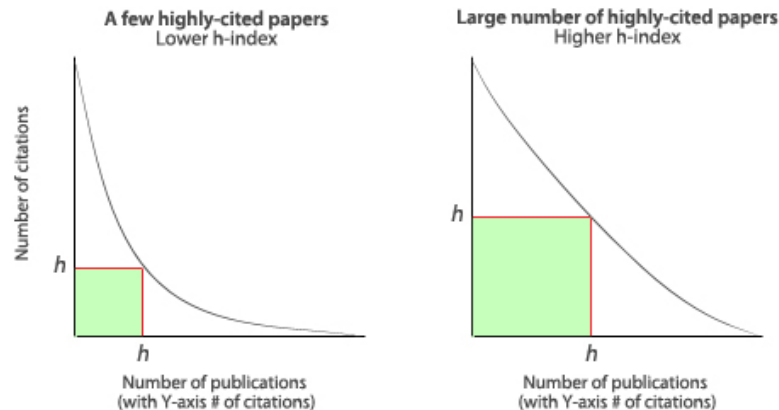 A few highly-cited papers
Lower h-index
Number of citations
h
h
Number of publications
(with Y-axis # of citations)
Large number of highly-cited papers
Higher h-index
h
h
Number of publications
(with Y-axis # of citations)